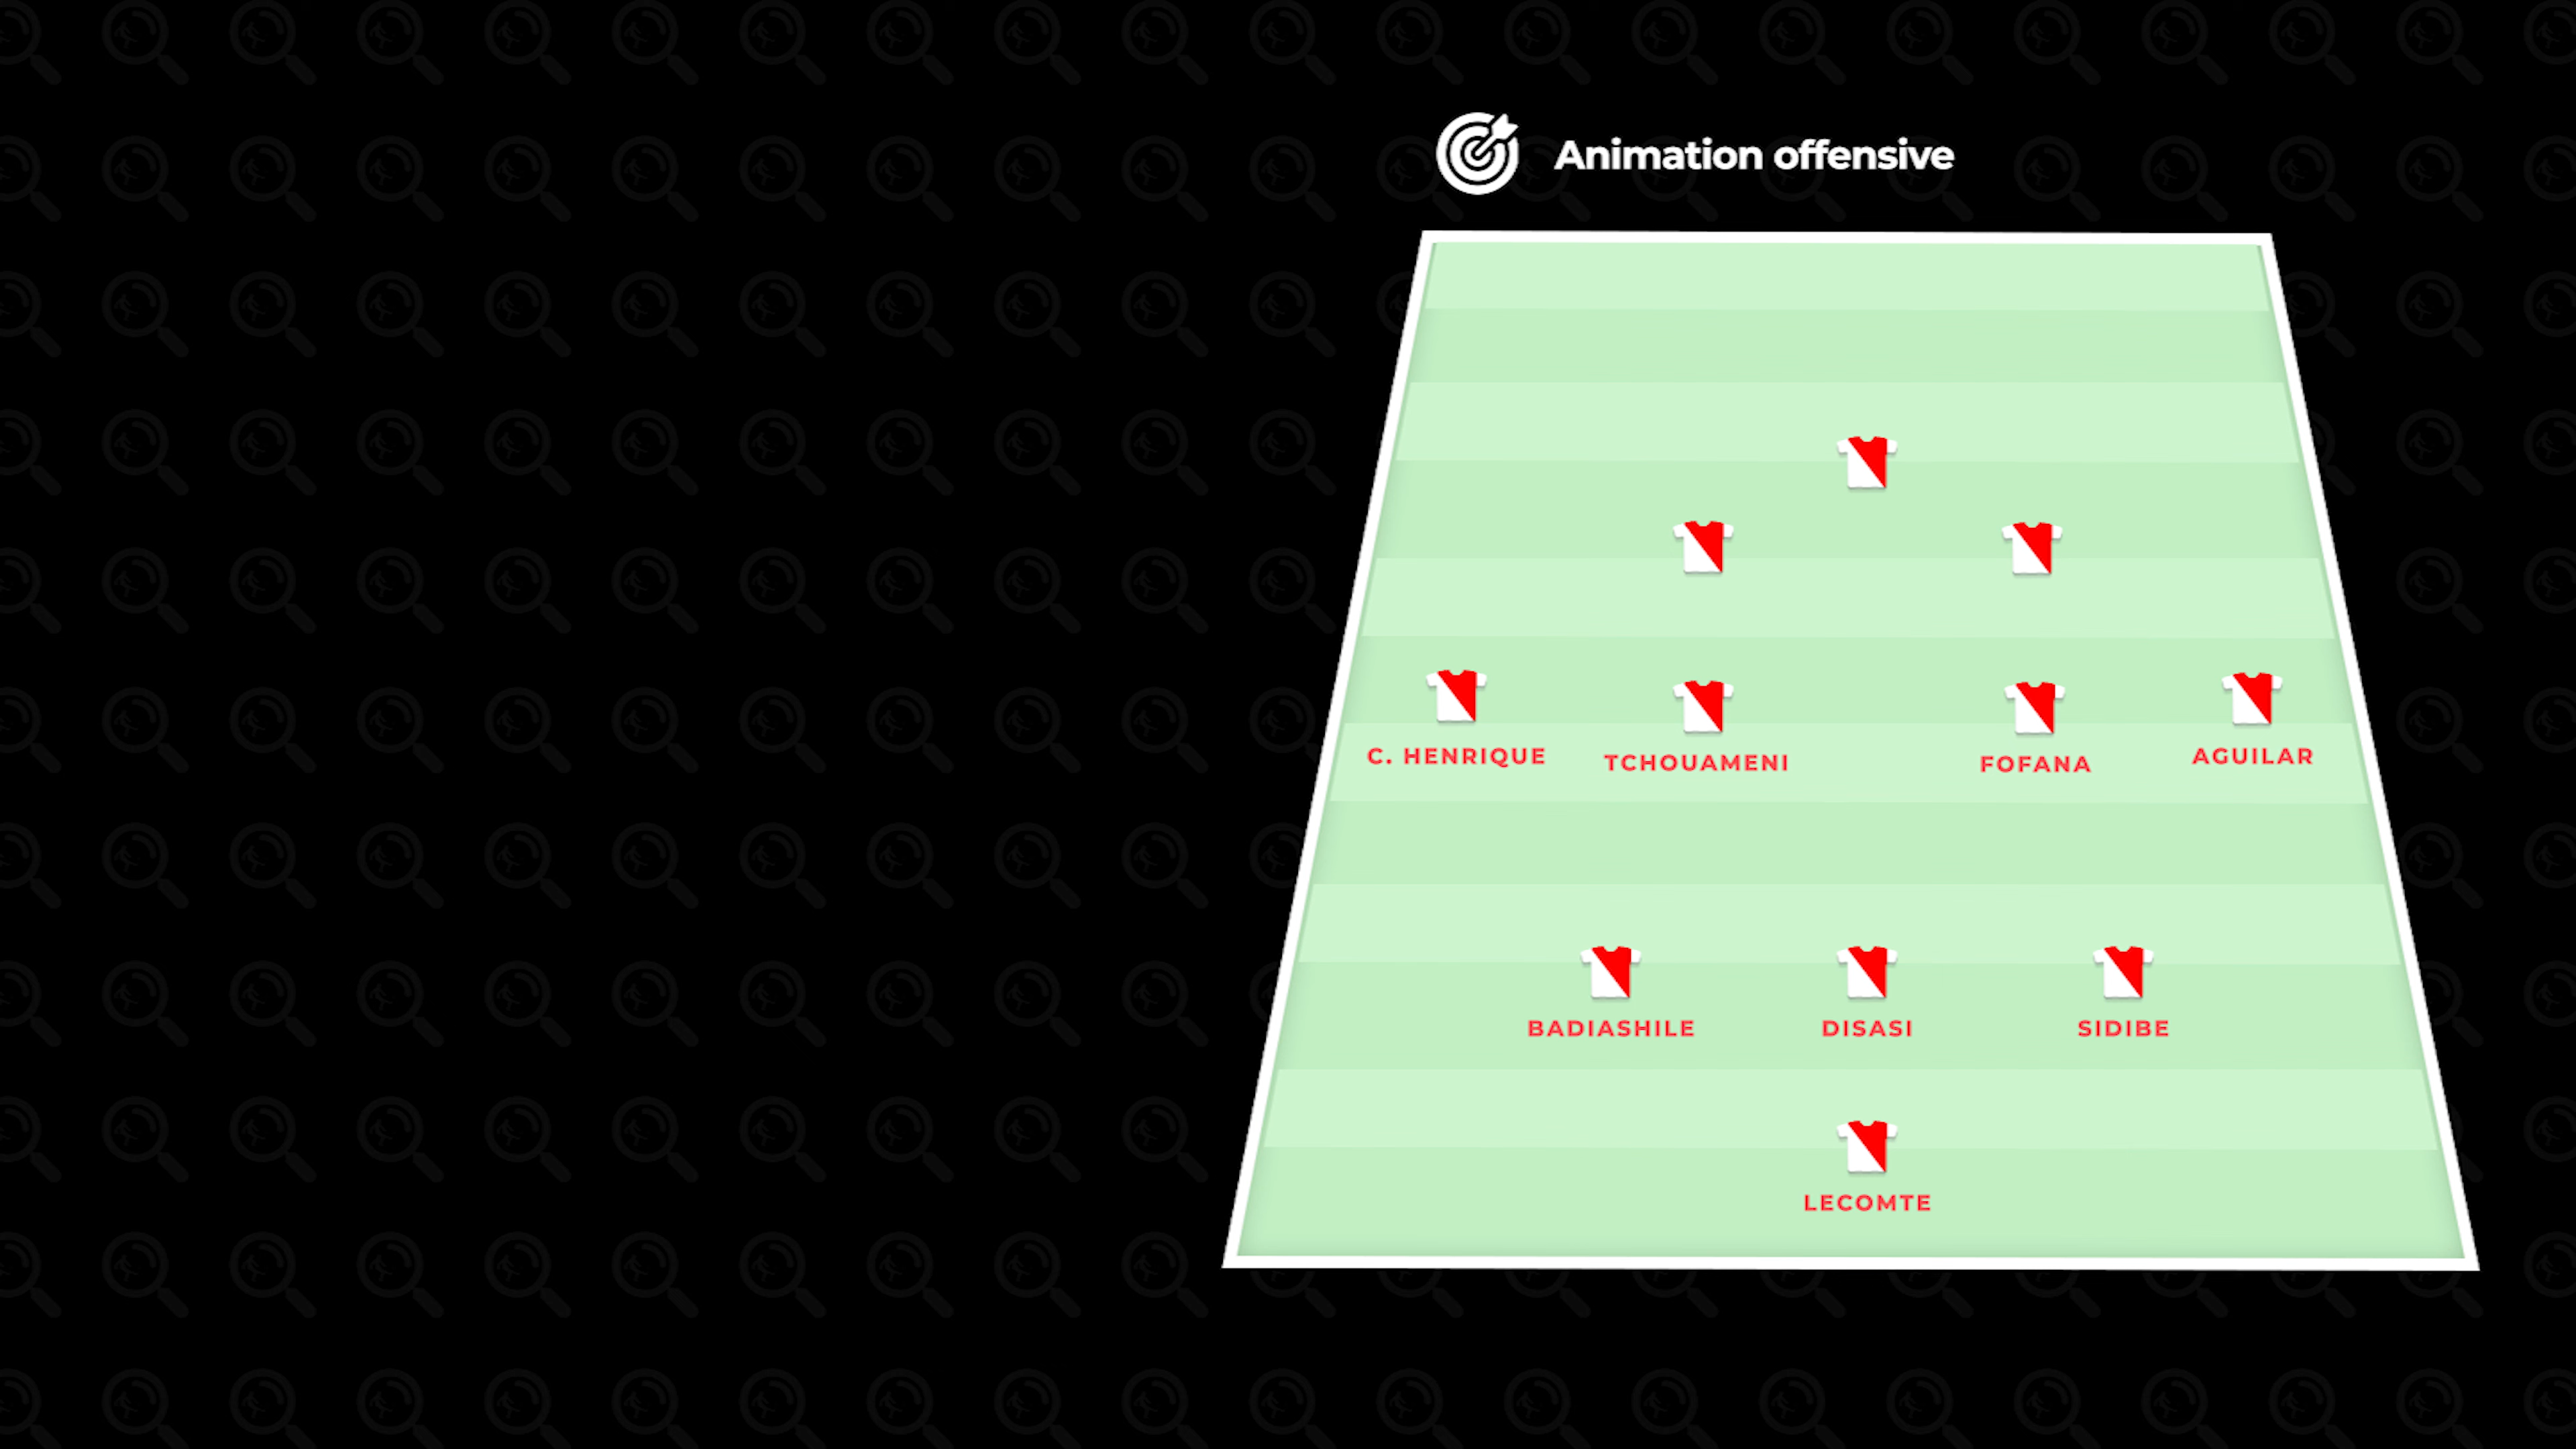 Animation offensive
C. HENRIQUE
TCHOUAMENI
FOFANA
AGUILAR
BADIASHILE
DISASI
SIDIBE
LECOMTE